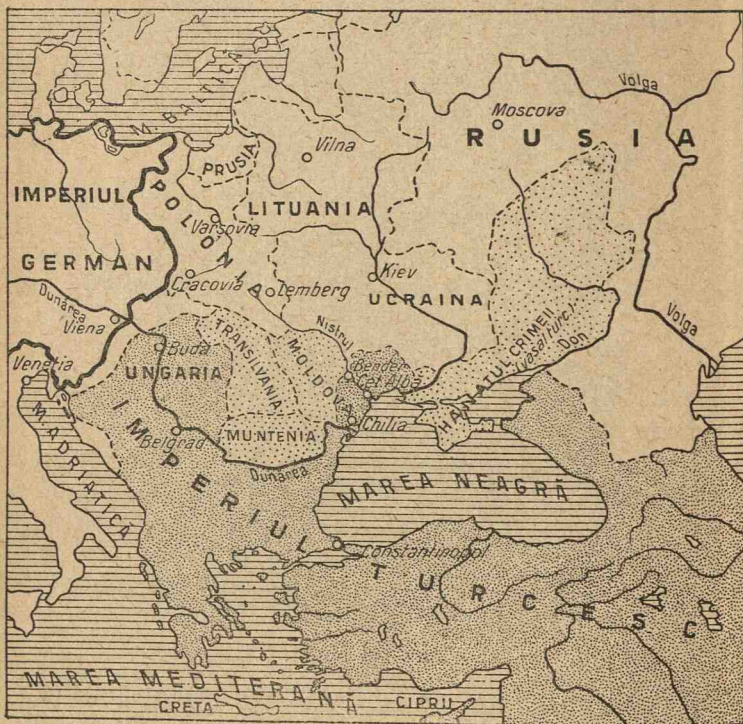 Volga
M. BALTICĂ
Moscova
RUSIA
Vilna
PRUSIA
IMPERIUL
GERMAN
POLONIA
LITUANIA
Varșovia
Kiev
Cracovia
Lemberg
UCRAINA
Dunărea
Viena
Nistrul
Volga
HANATUL CRIMEII
(vasal turc)
Don
Veneția
Buda
UNGARIA
TRANSILVANIA
MOLDOVA
Bender
Cet. Albă
Chilia
Belgrad
MUNTENIA
Dunărea
M. ADRIATICĂ
MAREA NEAGRĂ
IMPERIUL
TURCESC
Constantinopol
MAREA MEDITERANĂ
CRETA
CIPRU